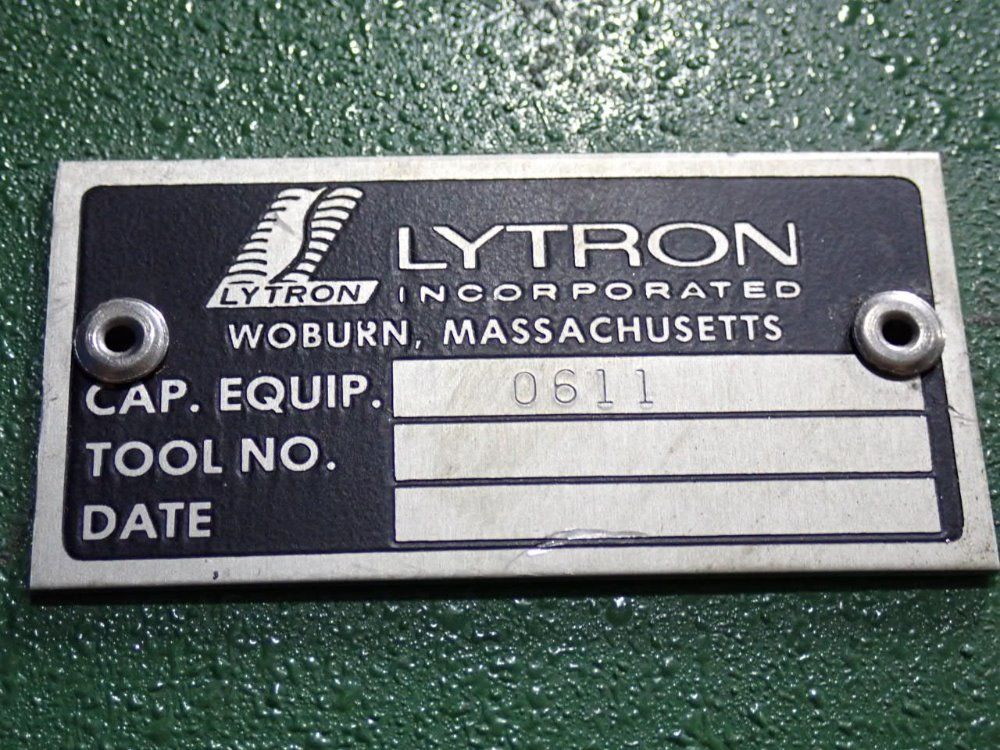 LYTRON
LYTRON
INCORPORATED
WOBURN, MASSACHUSETTS
CAP. EQUIP. 0611
TOOL NO.
DATE